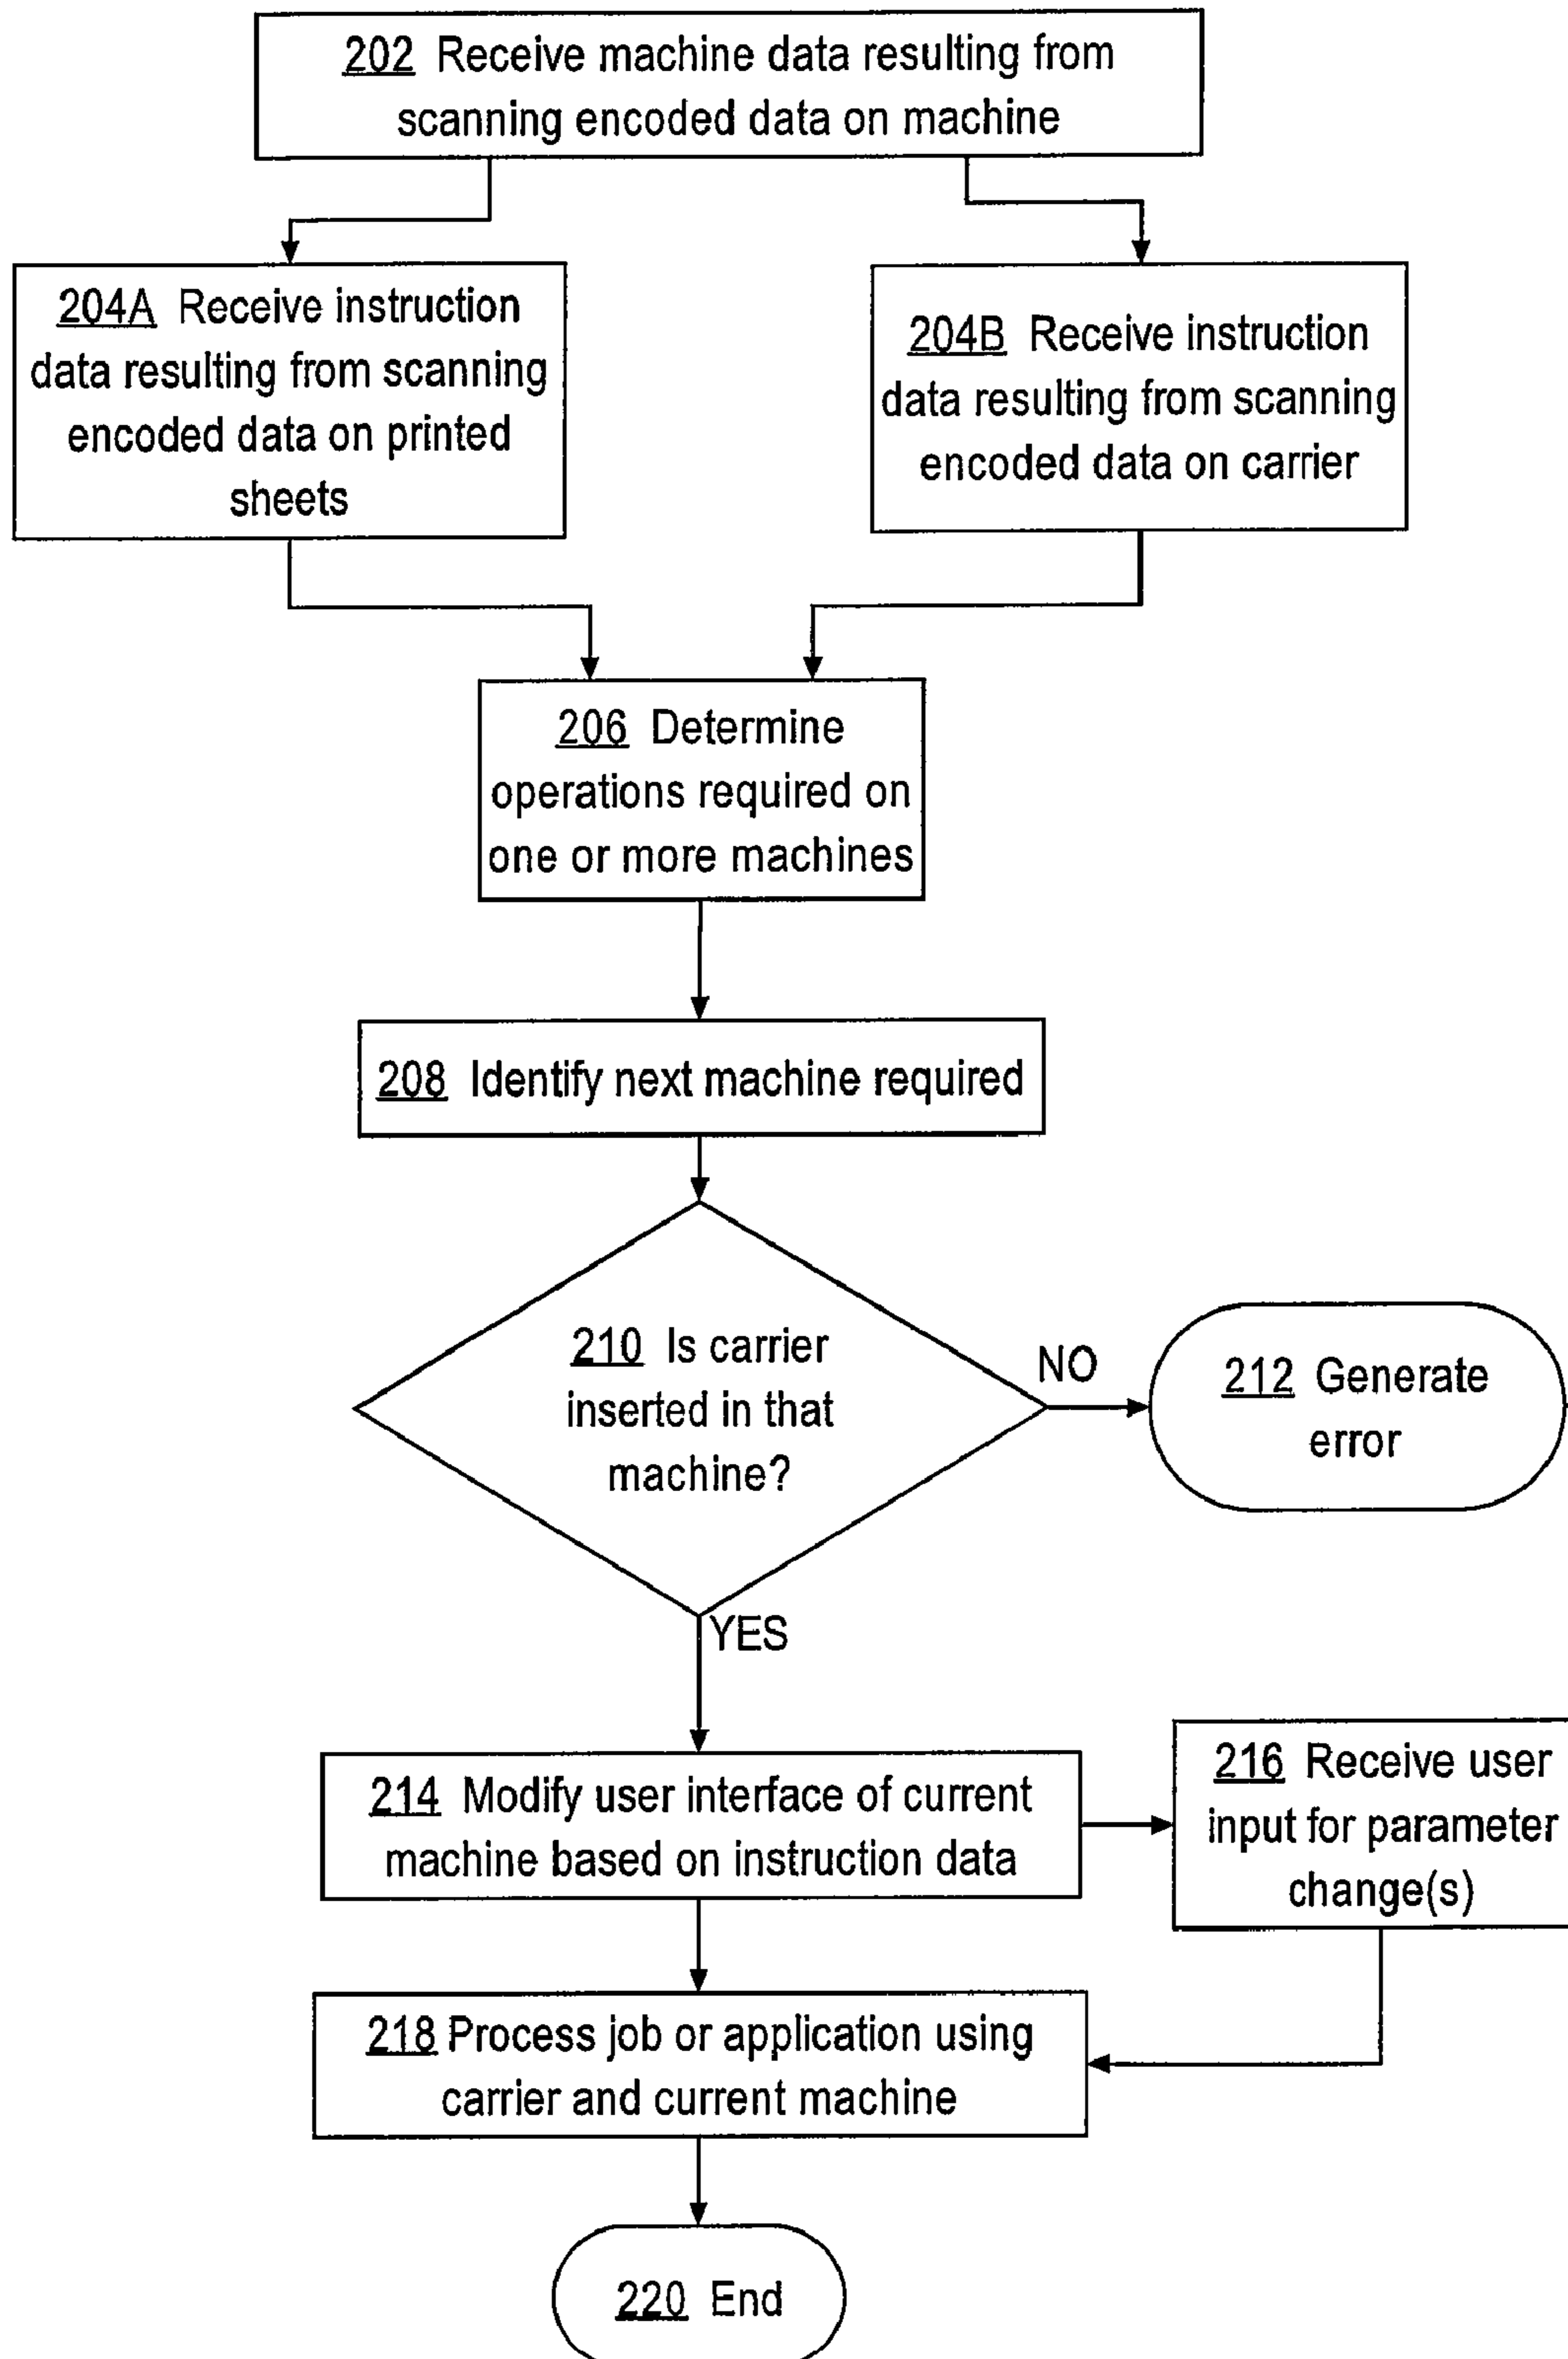 202 Receive machine data resulting from
scanning encoded data on machine
204A Receive instruction
data resulting from scanning
encoded data on printed
sheets
204B Receive instruction
data resulting from scanning
encoded data on carrier
206 Determine
operations required on
one or more machines
208 Identify next machine required
210 Is carrier
inserted in that
machine?
NO
212 Generate
error
YES
214 Modify user interface of current
machine based on instruction data
216 Receive user
input for parameter
change(s)
218 Process job or application using
carrier and current machine
220 End